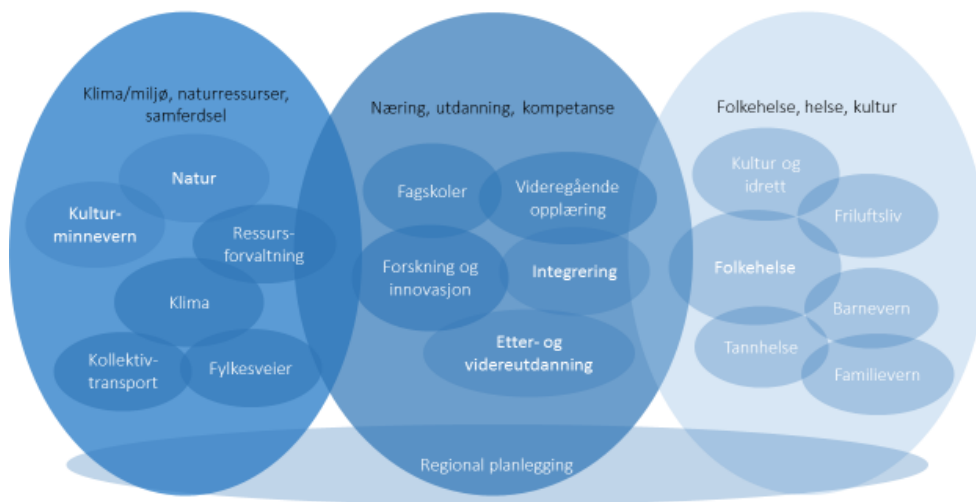 Klima/miljø, naturressurser,
samferdsel
Natur
Kultur-
minnevern
Ressurs-
forvaltning
Klima
Kollektiv-
transport
Fylkesveier
Næring, utdanning, kompetanse
Fagskoler
Videregående
opplæring
Forskning og
innovasjon
Integrering
Etter- og
videreutdanning
Folkehelse, helse, kultur
Kultur og
idrett
Friluftsliv
Folkehelse
Barnevern
Tannhelse
Familievern
Regional planlegging